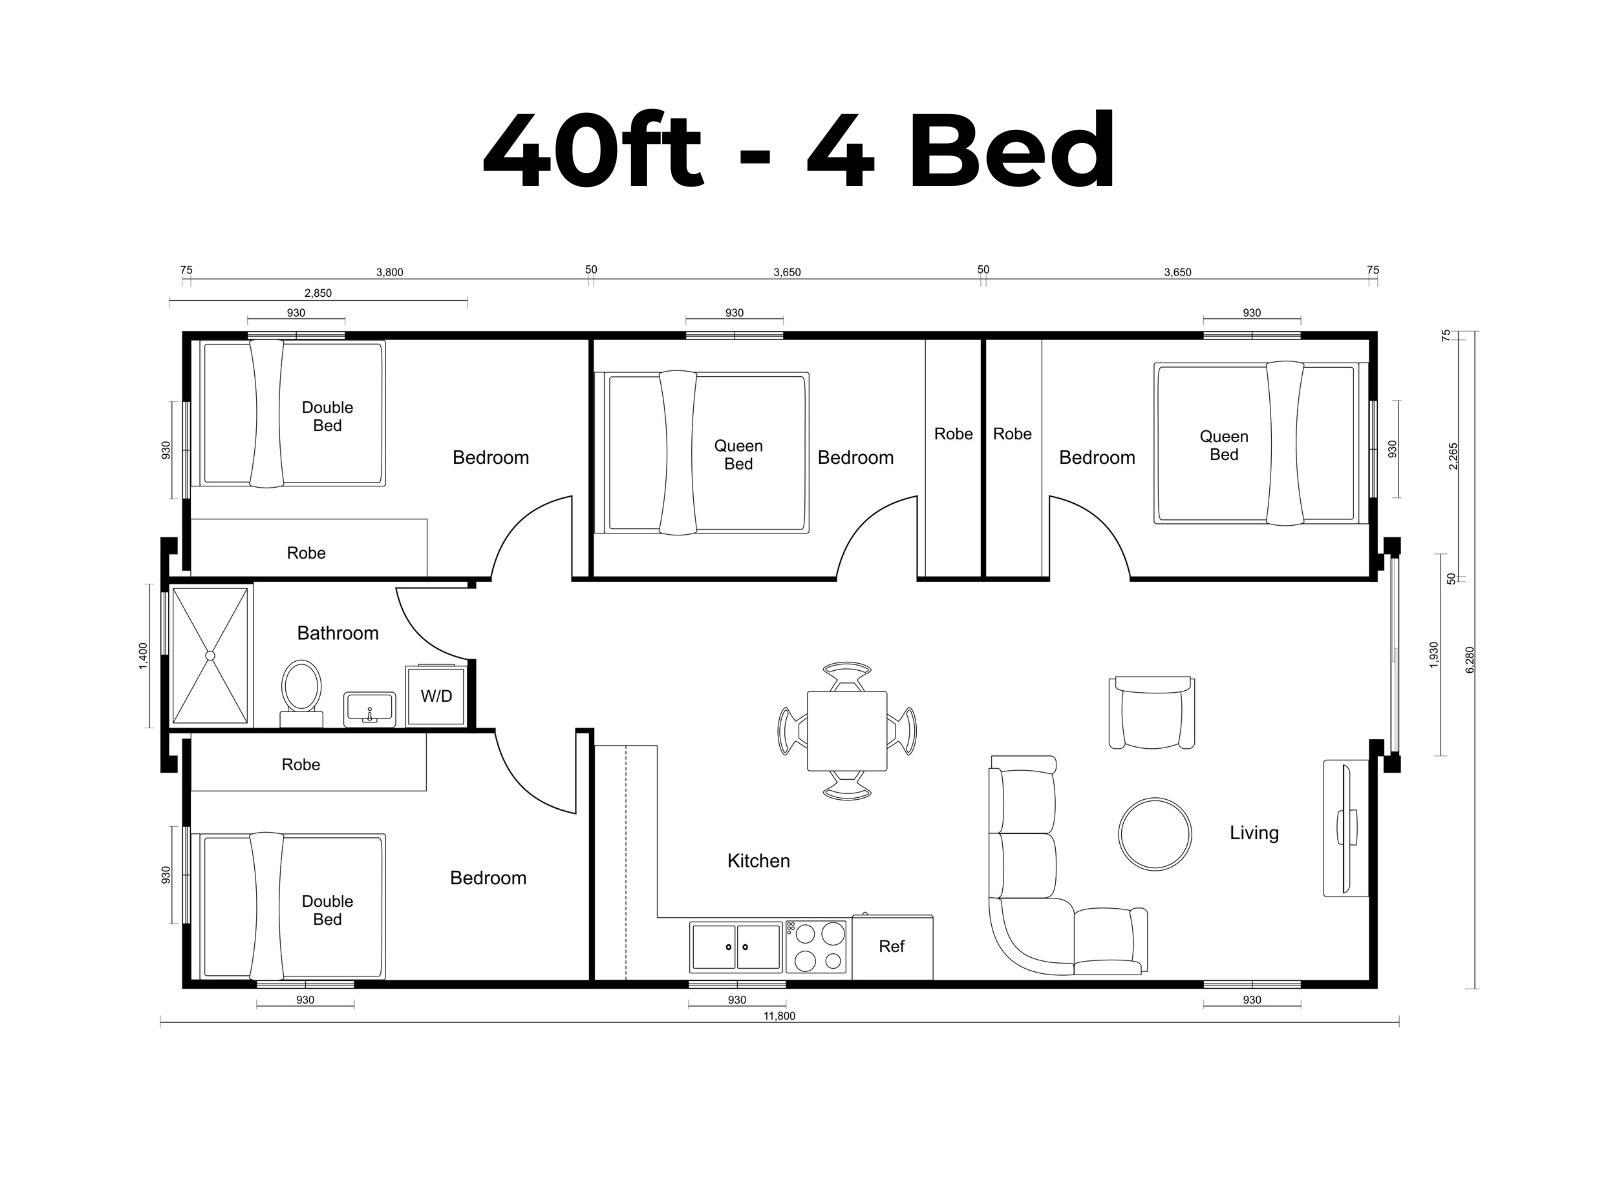 40ft - 4 Bed
75
3,800
50
3,650
50
3,650
75
2,850
930
930
930
75
Double
Bed
Queen
Bed
Bedroom
Robe
Robe
Bedroom
Queen
Bed
Bedroom
930
930
2,265
Robe
50
1,400
Bathroom
W/D
1,930
6,280
Robe
Double
Bed
Bedroom
930
Kitchen
Living
Ref
930
930
930
11,800